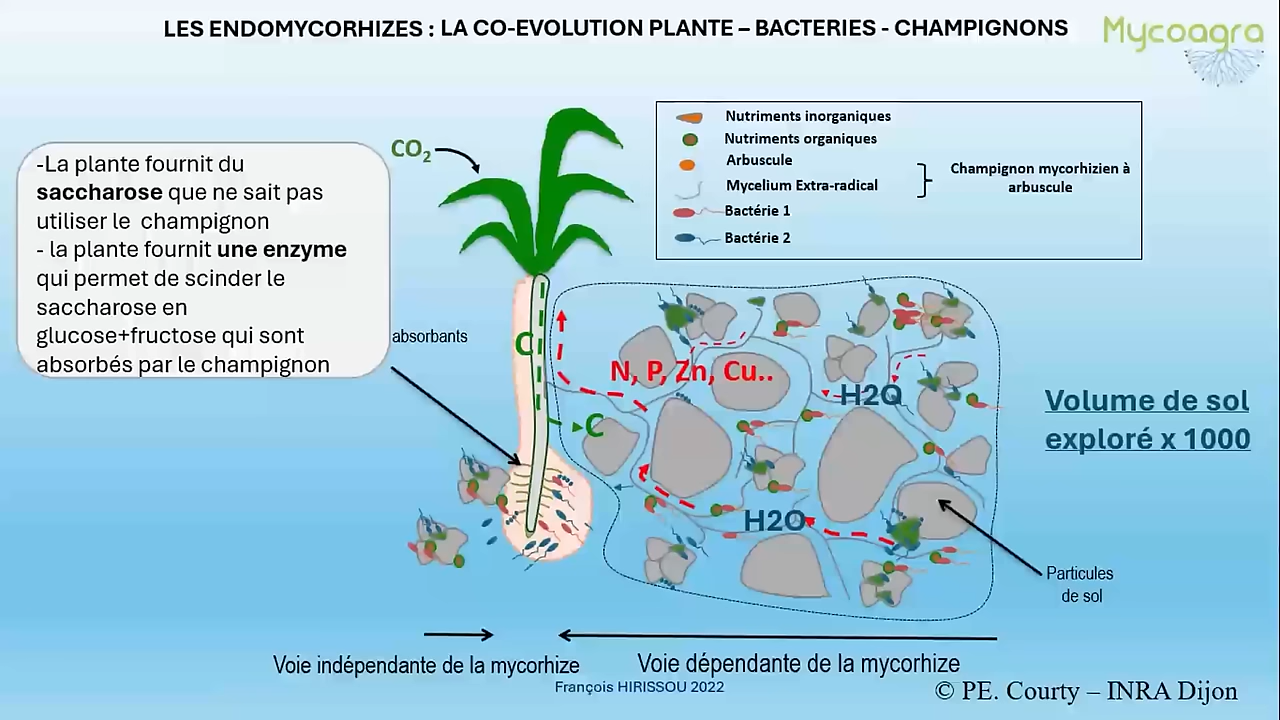 LES ENDOMYCORHIZES : LA CO-EVOLUTION PLANTE – BACTERIES - CHAMPIGNONS
Mycoagra
-La plante fournit du
saccharose que ne sait pas
utiliser le champignon
- la plante fournit une enzyme
qui permet de scinder le
saccharose en
glucose+fructose qui sont
absorbés par le champignon
absorbants
CO2
Nutriments inorganiques
Nutriments organiques
Arbuscule
Mycelium Extra-radical
Champignon mycorhizien à
arbuscule
Bactérie 1
Bactérie 2
C
N, P, Zn, Cu..
H2O
C
H2O
Volume de sol
exploré x 1000
Particules
de sol
Voie indépendante de la mycorhize
Voie dépendante de la mycorhize
François HIRISSOU 2022
© PE. Courty – INRA Dijon